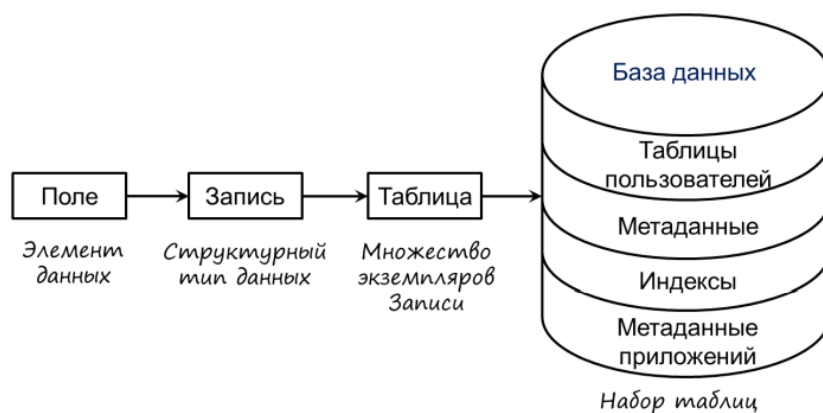 База данных
Таблицы
пользователей
Метаданные
Индексы
Метаданные
приложений
Набор таблиц
Поле
Элемент
данных
Запись
Структурный
тип данных
Таблица
Множество
экземпляров
Записи